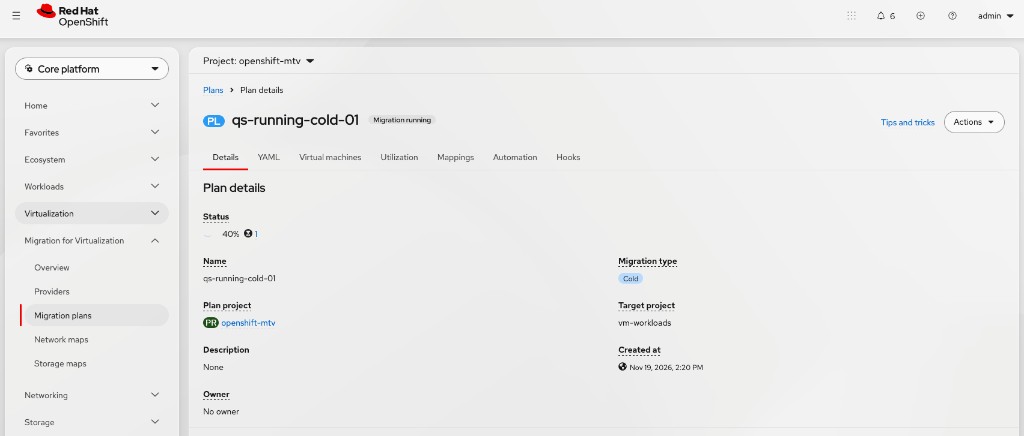 Red Hat
OpenShift
6
admin
Core platform
Home
Favorites
Ecosystem
Workloads
Virtualization
Migration for Virtualization
Overview
Providers
Migration plans
Network maps
Storage maps
Networking
Storage
Project: openshift-mtv
Plans > Plan details
PL qs-running-cold-01 Migration running
Tips and tricks
Actions
Details YAML Virtual machines Utilization Mappings Automation Hooks
Plan details
Status
40% 1
Name
qs-running-cold-01
Migration type
Cold
Plan project
PR openshift-mtv
Target project
vm-workloads
Description
None
Created at
Nov 19, 2026, 2:20 PM
Owner
No owner